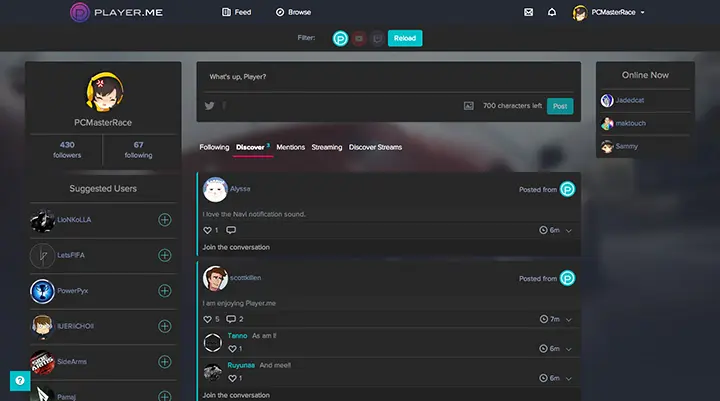 PLAYER.ME
Feed
Browse
PCMasterRace
Filter:
Reload
PCMasterRace
430
followers
67
following
Suggested Users
LioNKoLLA
LetsFIFA
PowerPyx
SideArms
Pamaj
What's up, Player?
700 characters left
Post
Following
Discover 3
Mentions
Streaming
Discover Streams
Alyssa
Posted from
I love the Navi notification sound.
1
6m
Join the conversation
scottkillen
Posted from
I am enjoying Player.me
5
2
7m
Tanno As am I!
1
6m
Ruyunaa And mee!!
1
6m
Join the conversation
Online Now
Jadedcat
maktouch
Sammy